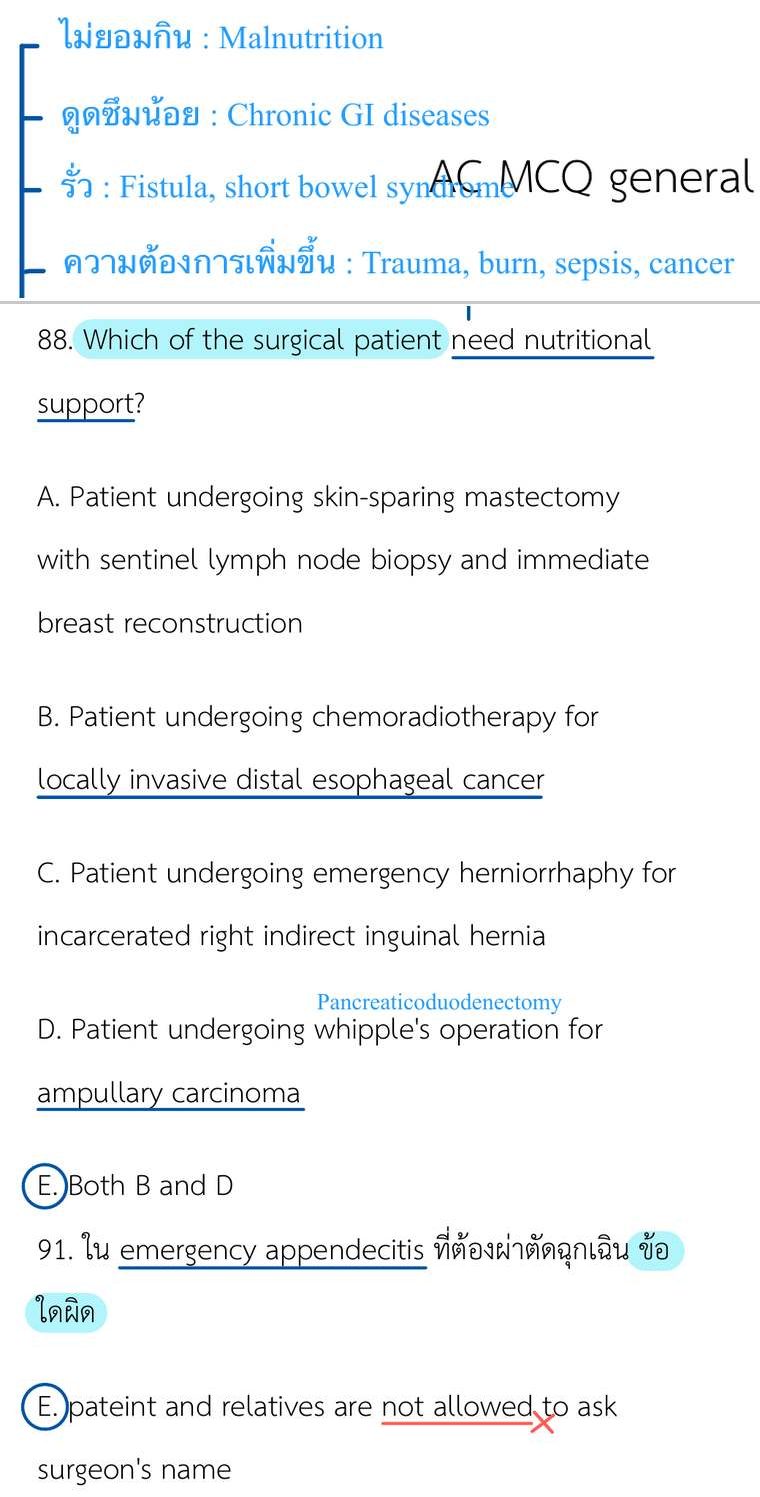 ไม่ยอมกิน : Malnutrition
ดูดซึมน้อย : Chronic GI diseases
รั่ว : Fistula, short bowel syndrome
AC MCQ general
ความต้องการเพิ่มขึ้น : Trauma, burn, sepsis, cancer
88. Which of the surgical patient need nutritional
support?
A. Patient undergoing skin-sparing mastectomy
with sentinel lymph node biopsy and immediate
breast reconstruction
B. Patient undergoing chemoradiotherapy for
locally invasive distal esophageal cancer
C. Patient undergoing emergency herniorrhaphy for
incarcerated right indirect inguinal hernia
Pancreaticoduodenectomy
D. Patient undergoing whipple's operation for
ampullary carcinoma
E. Both B and D
91. ใน emergency appendecitis ที่ต้องผ่าตัดฉุกเฉิน ข้อ
ใดผิด
E. pateint and relatives are not allowed to ask
surgeon's name